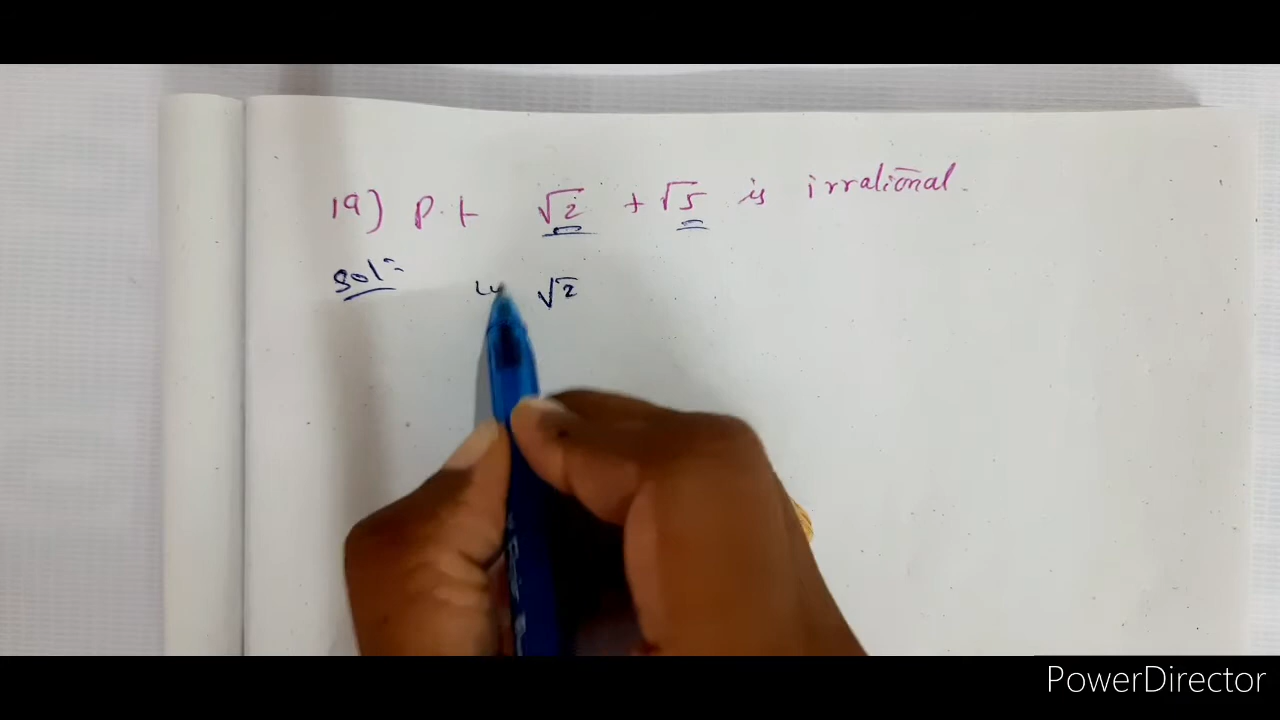 19) P.t √2 + √5 is irrational.
Sol:- √2
PowerDirector